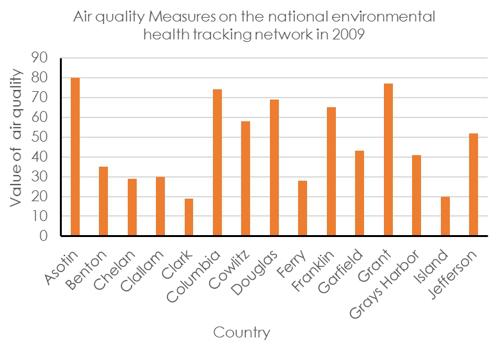 Air quality Measures on the national environmental
health tracking network in 2009
Value of air quality
90
80
70
60
50
40
30
20
10
0
Asotin
Benton
Chelan
Clallam
Clark
Columbia
Cowlitz
Douglas
Ferry
Franklin
Garfield
Grant
Grays Harbor
Island
Jefferson
Country